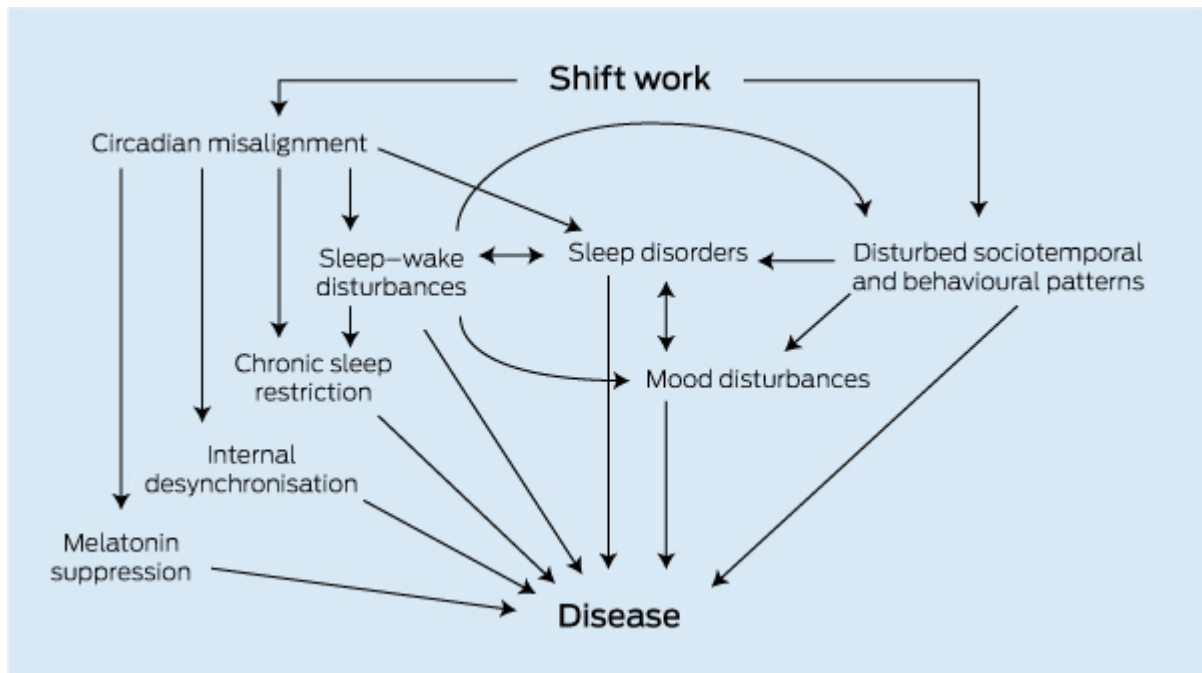 Shift work
Circadian misalignment
Sleep–wake
disturbances
Sleep disorders
Disturbed sociotemporal
and behavioural patterns
Chronic sleep
restriction
Mood disturbances
Internal
desynchronisation
Melatonin
suppression
Disease